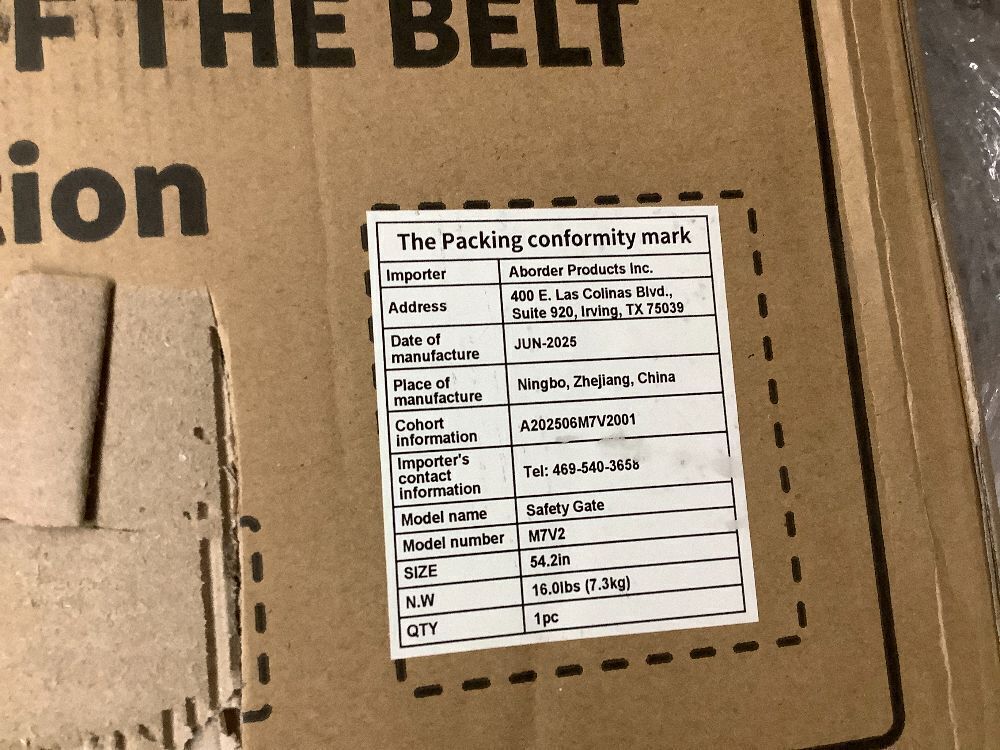 THE BELT
The Packing conformity mark
Importer Aborder Products Inc.
Address 400 E. Las Colinas Blvd.,
Suite 920, Irving, TX 75039
Date of
manufacture JUN-2025
Place of
manufacture Ningbo, Zhejiang, China
Cohort
information A202506M7V2001
Importer's
contact
information Tel: 469-540-3658
Model name Safety Gate
Model number M7V2
SIZE 54.2in
N.W 16.0lbs (7.3kg)
QTY 1pc